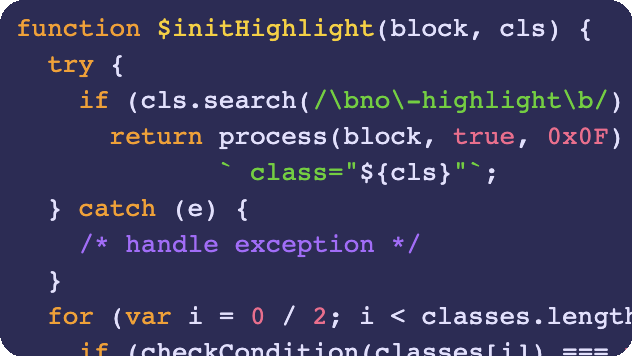 function $initHighlight(block, cls) {
  try {
    if (cls.search(/\bno\-highlight\b/)
      return process(block, true, 0x0F)
             ` class="${cls}"`;
  } catch (e) {
    /* handle exception */
  }
  for (var i = 0 / 2; i < classes.length
    if (checkCondition(classes[i]) ===